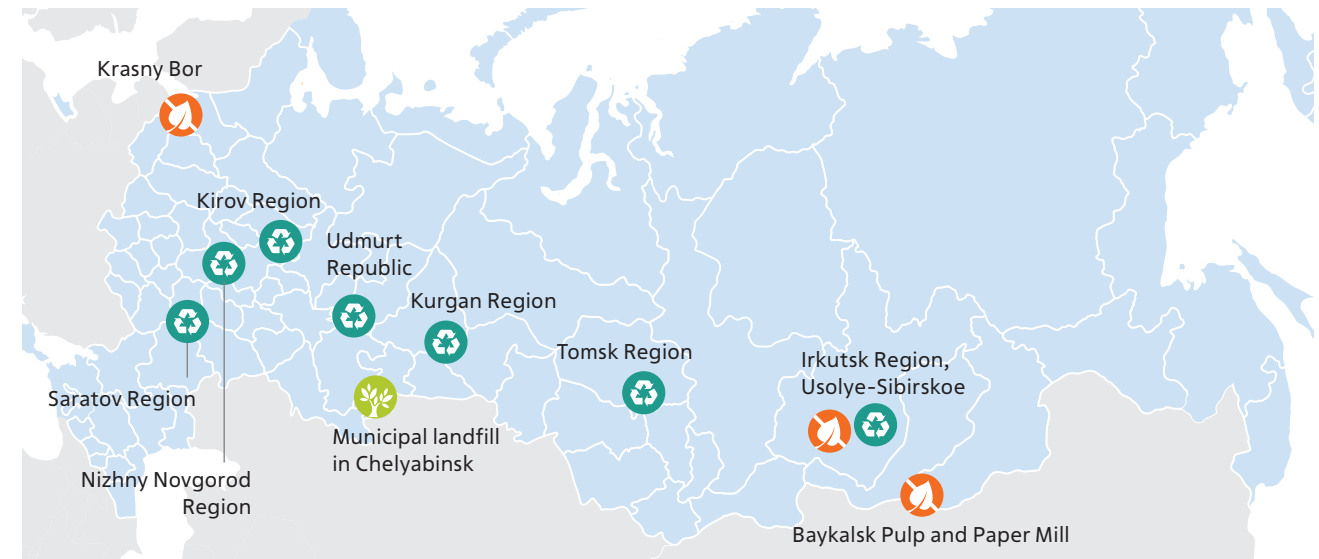 Krasny Bor
Kirov Region
Udmurt
Republic
Kurgan Region
Tomsk Region
Irkutsk Region,
Usolye-Sibirskoe
Saratov Region
Municipal landfill
in Chelyabinsk
Nizhny Novgorod
Region
Baykalsk Pulp and Paper Mill